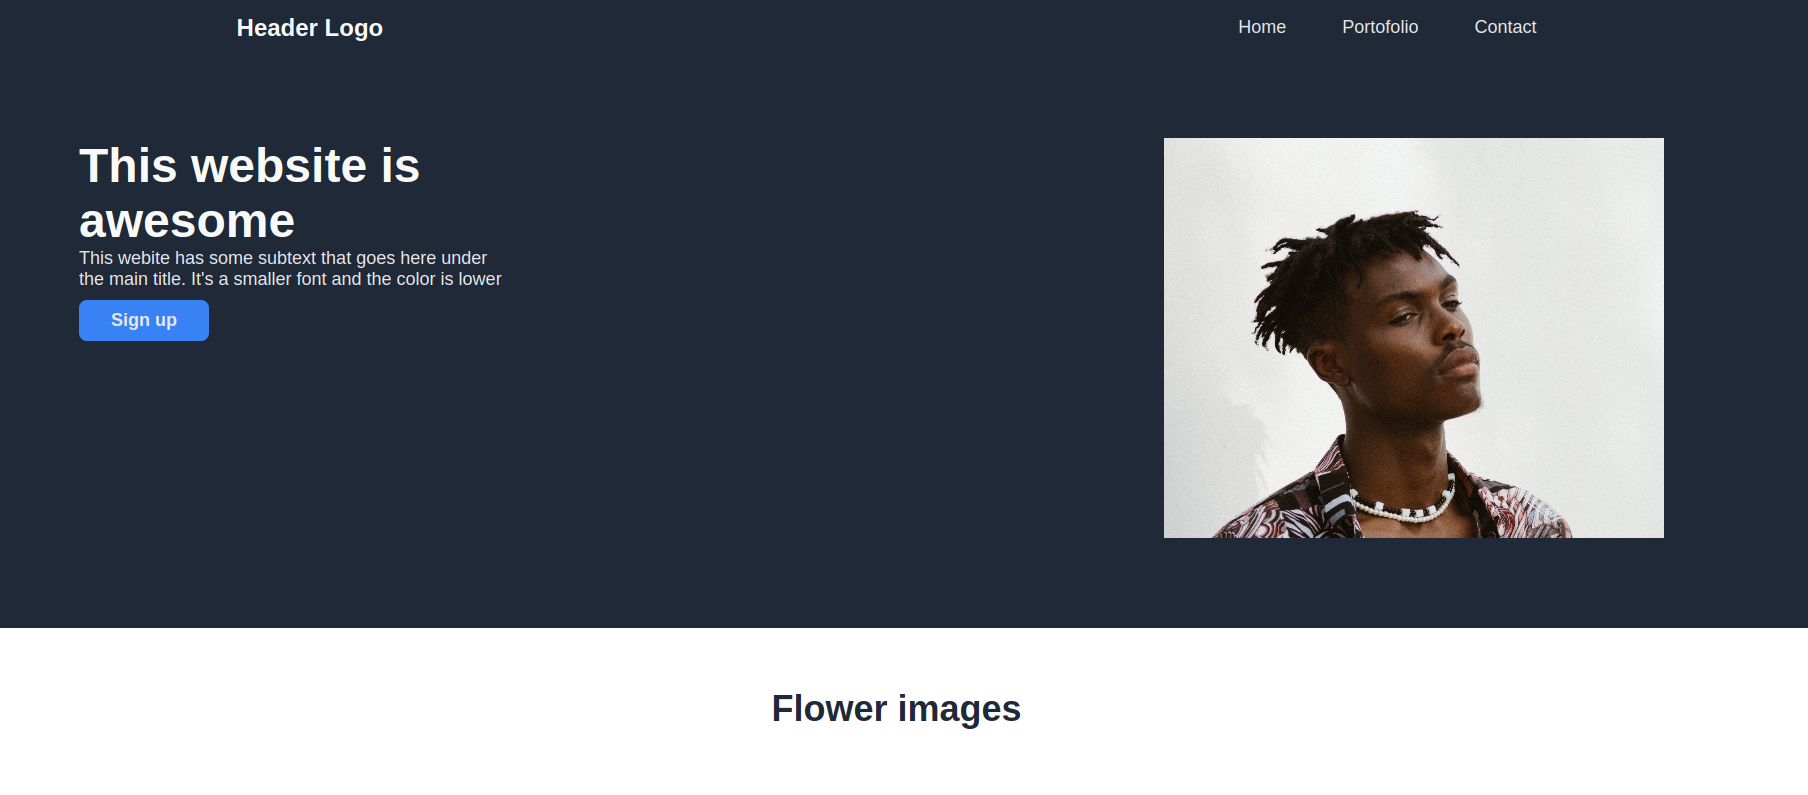 Header Logo
Home
Portofolio
Contact
This website is
awesome
This webite has some subtext that goes here under
the main title. It's a smaller font and the color is lower
Sign up
Flower images